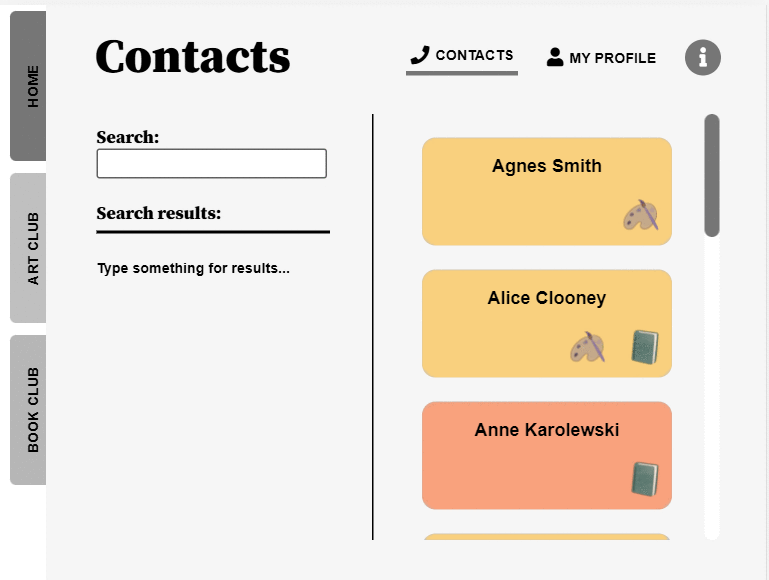 HOME
ART CLUB
BOOK CLUB
Contacts
CONTACTS
MY PROFILE
Search:
Search results:
Type something for results...
Agnes Smith
Alice Clooney
Anne Karolewski